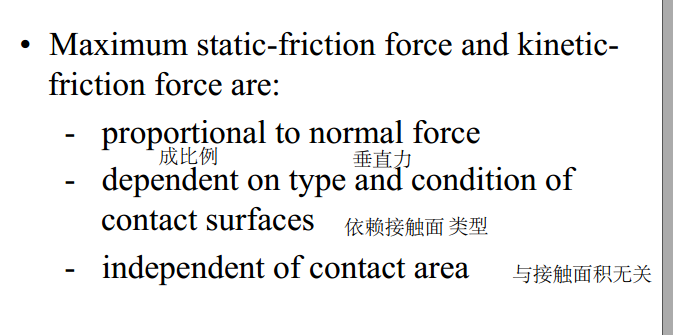 • Maximum static-friction force and kinetic-
friction force are:
- proportional to normal force
成比例 垂直力
- dependent on type and condition of
contact surfaces 依赖接触面 类型
- independent of contact area 与接触面积无关